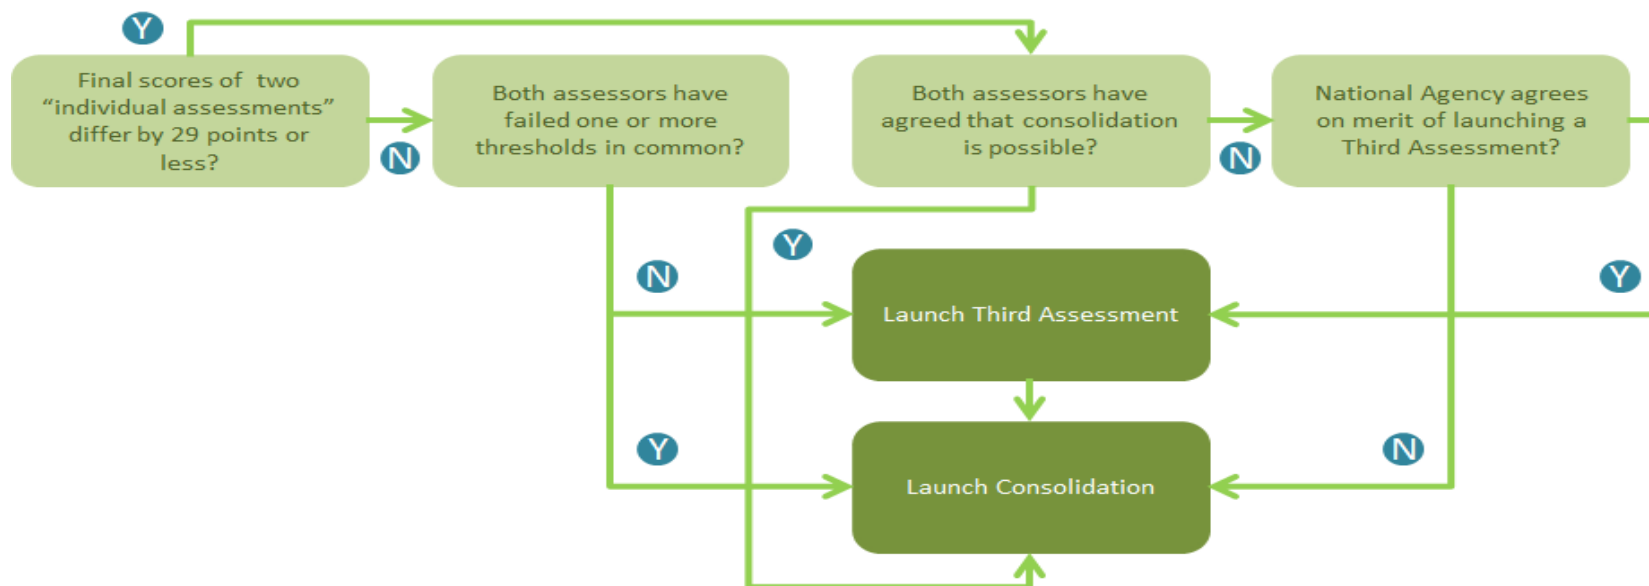 Y
Final scores of two
“individual assessments”
differ by 29 points or
less?
N
Both assessors have
failed one or more
thresholds in common?
Both assessors have
agreed that consolidation
is possible?
N
National Agency agrees
on merit of launching a
Third Assessment?
Y
N
Launch Third Assessment
Y
Y
Launch Consolidation
N